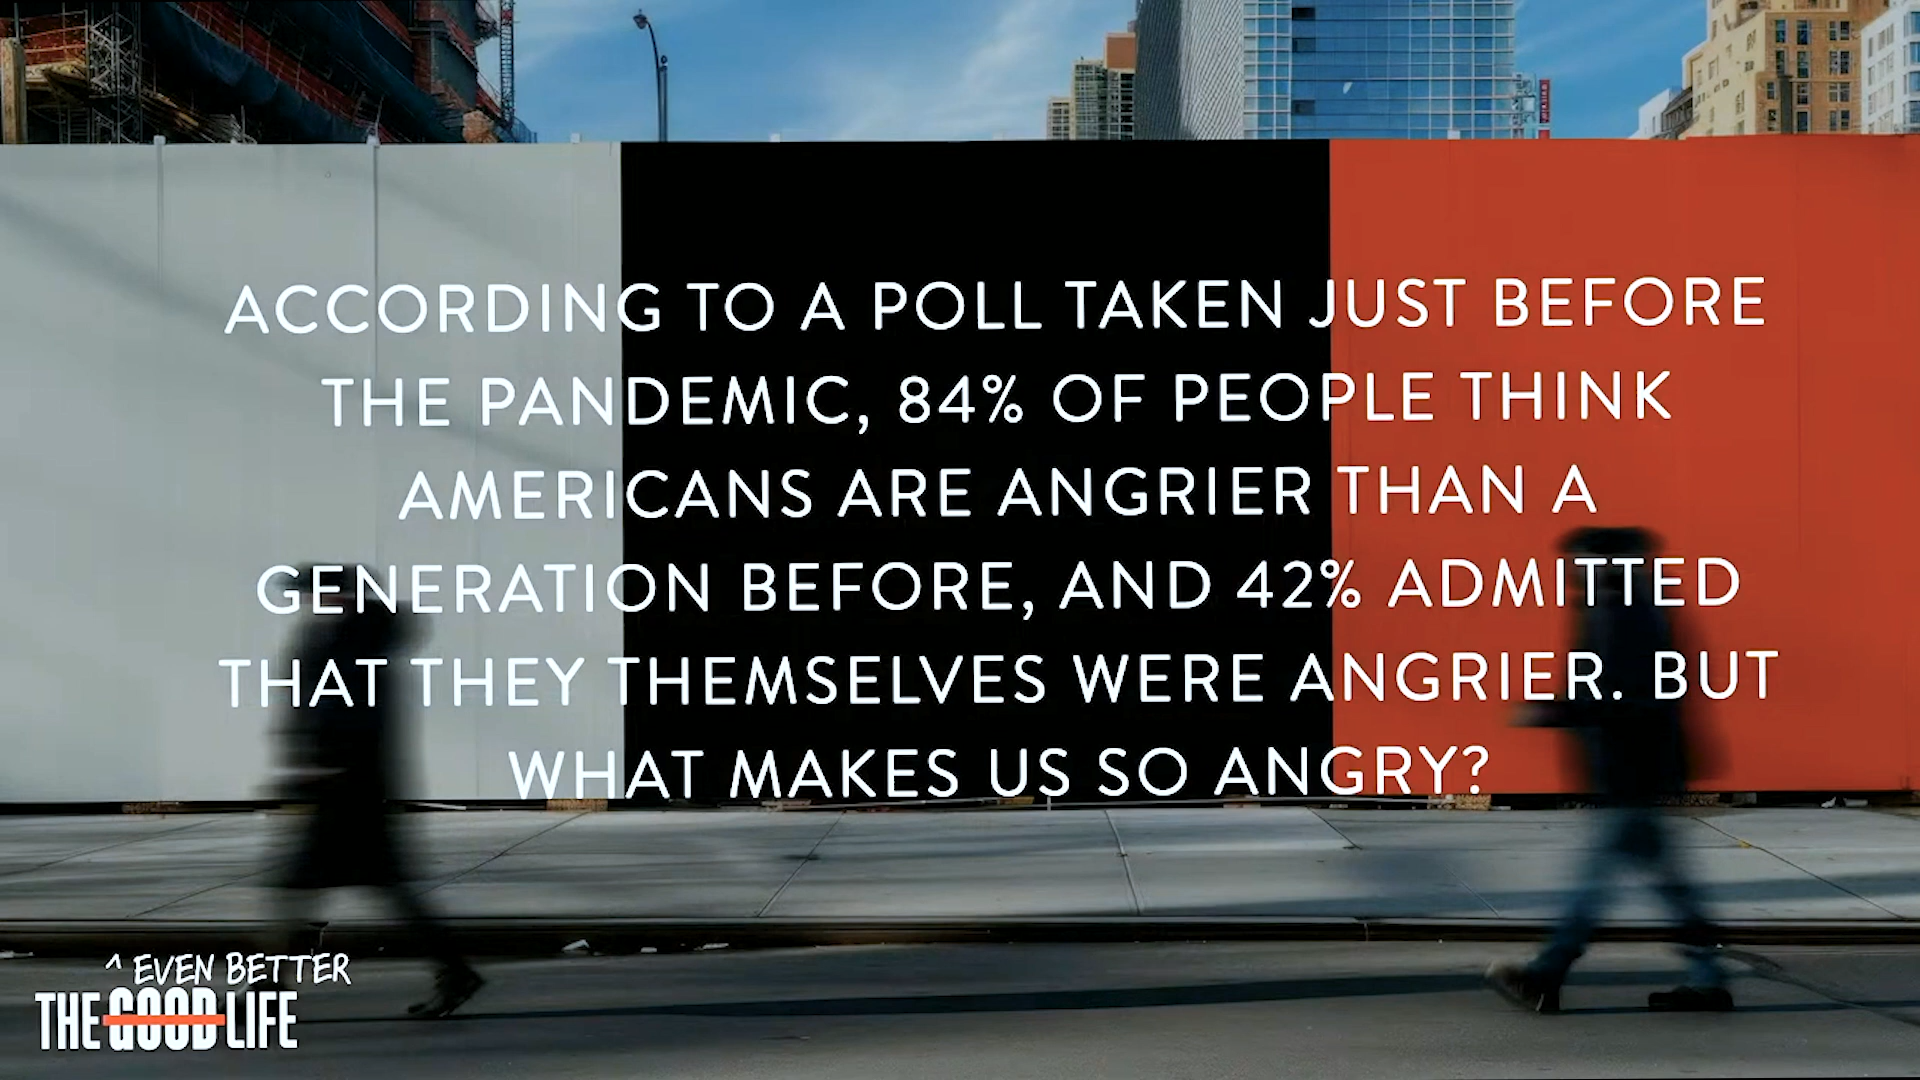 ACCORDING TO A POLL TAKEN JUST BEFORE
THE PANDEMIC, 84% OF PEOPLE THINK
AMERICANS ARE ANGRIER THAN A
GENERATION BEFORE, AND 42% ADMITTED
THAT THEY THEMSELVES WERE ANGRIER. BUT
WHAT MAKES US SO ANGRY?
^ EVEN BETTER
THE GOOD LIFE